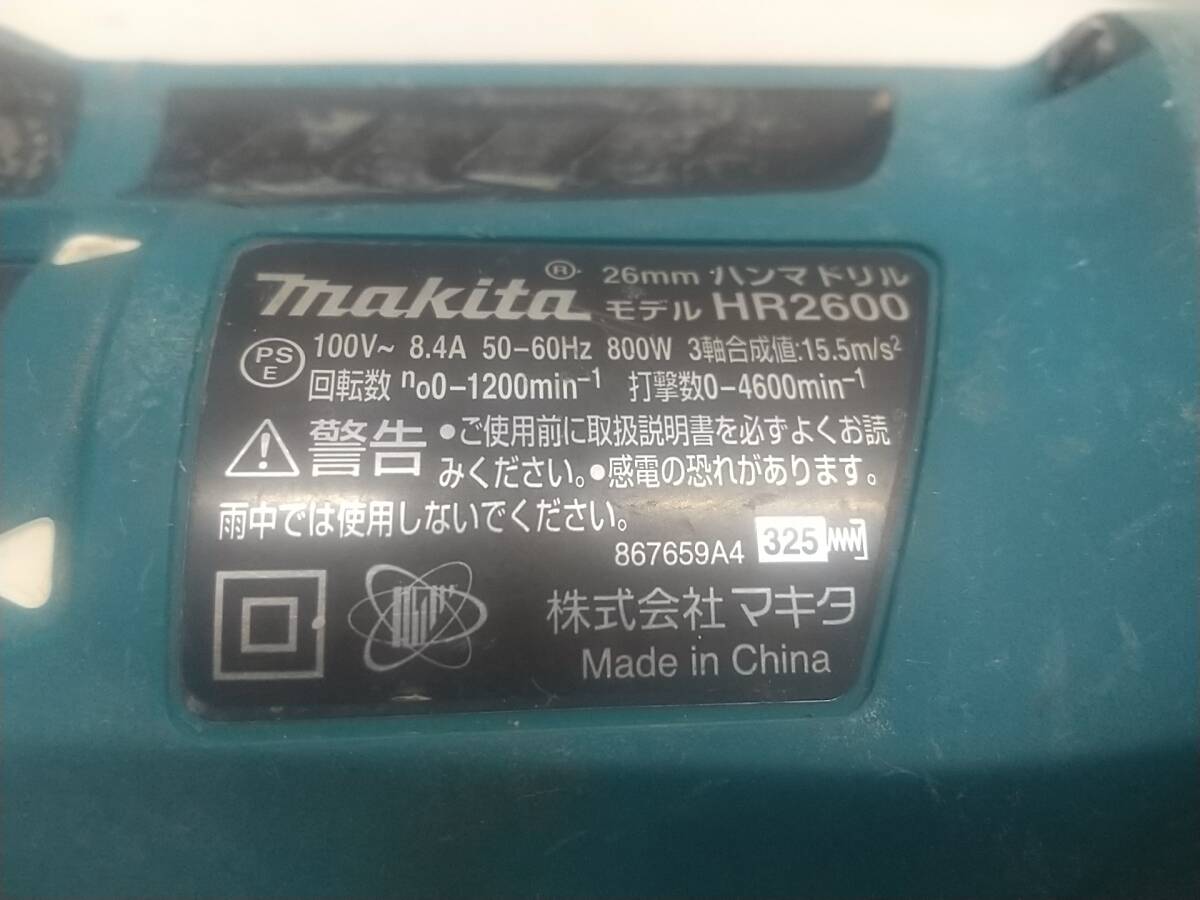 makita® 26mm ハンマドリル
モデル HR2600
PSE 100V~ 8.4A 50-60Hz 800W 3軸合成値:15.5m/s²
回転数 n₀0-1200min⁻¹ 打撃数0-4600min⁻¹
警告 ●ご使用前に取扱説明書を必ずよくお読
みください。●感電の恐れがあります。
雨中では使用しないでください。
867659A4 325
株式会社マキタ
Made in China